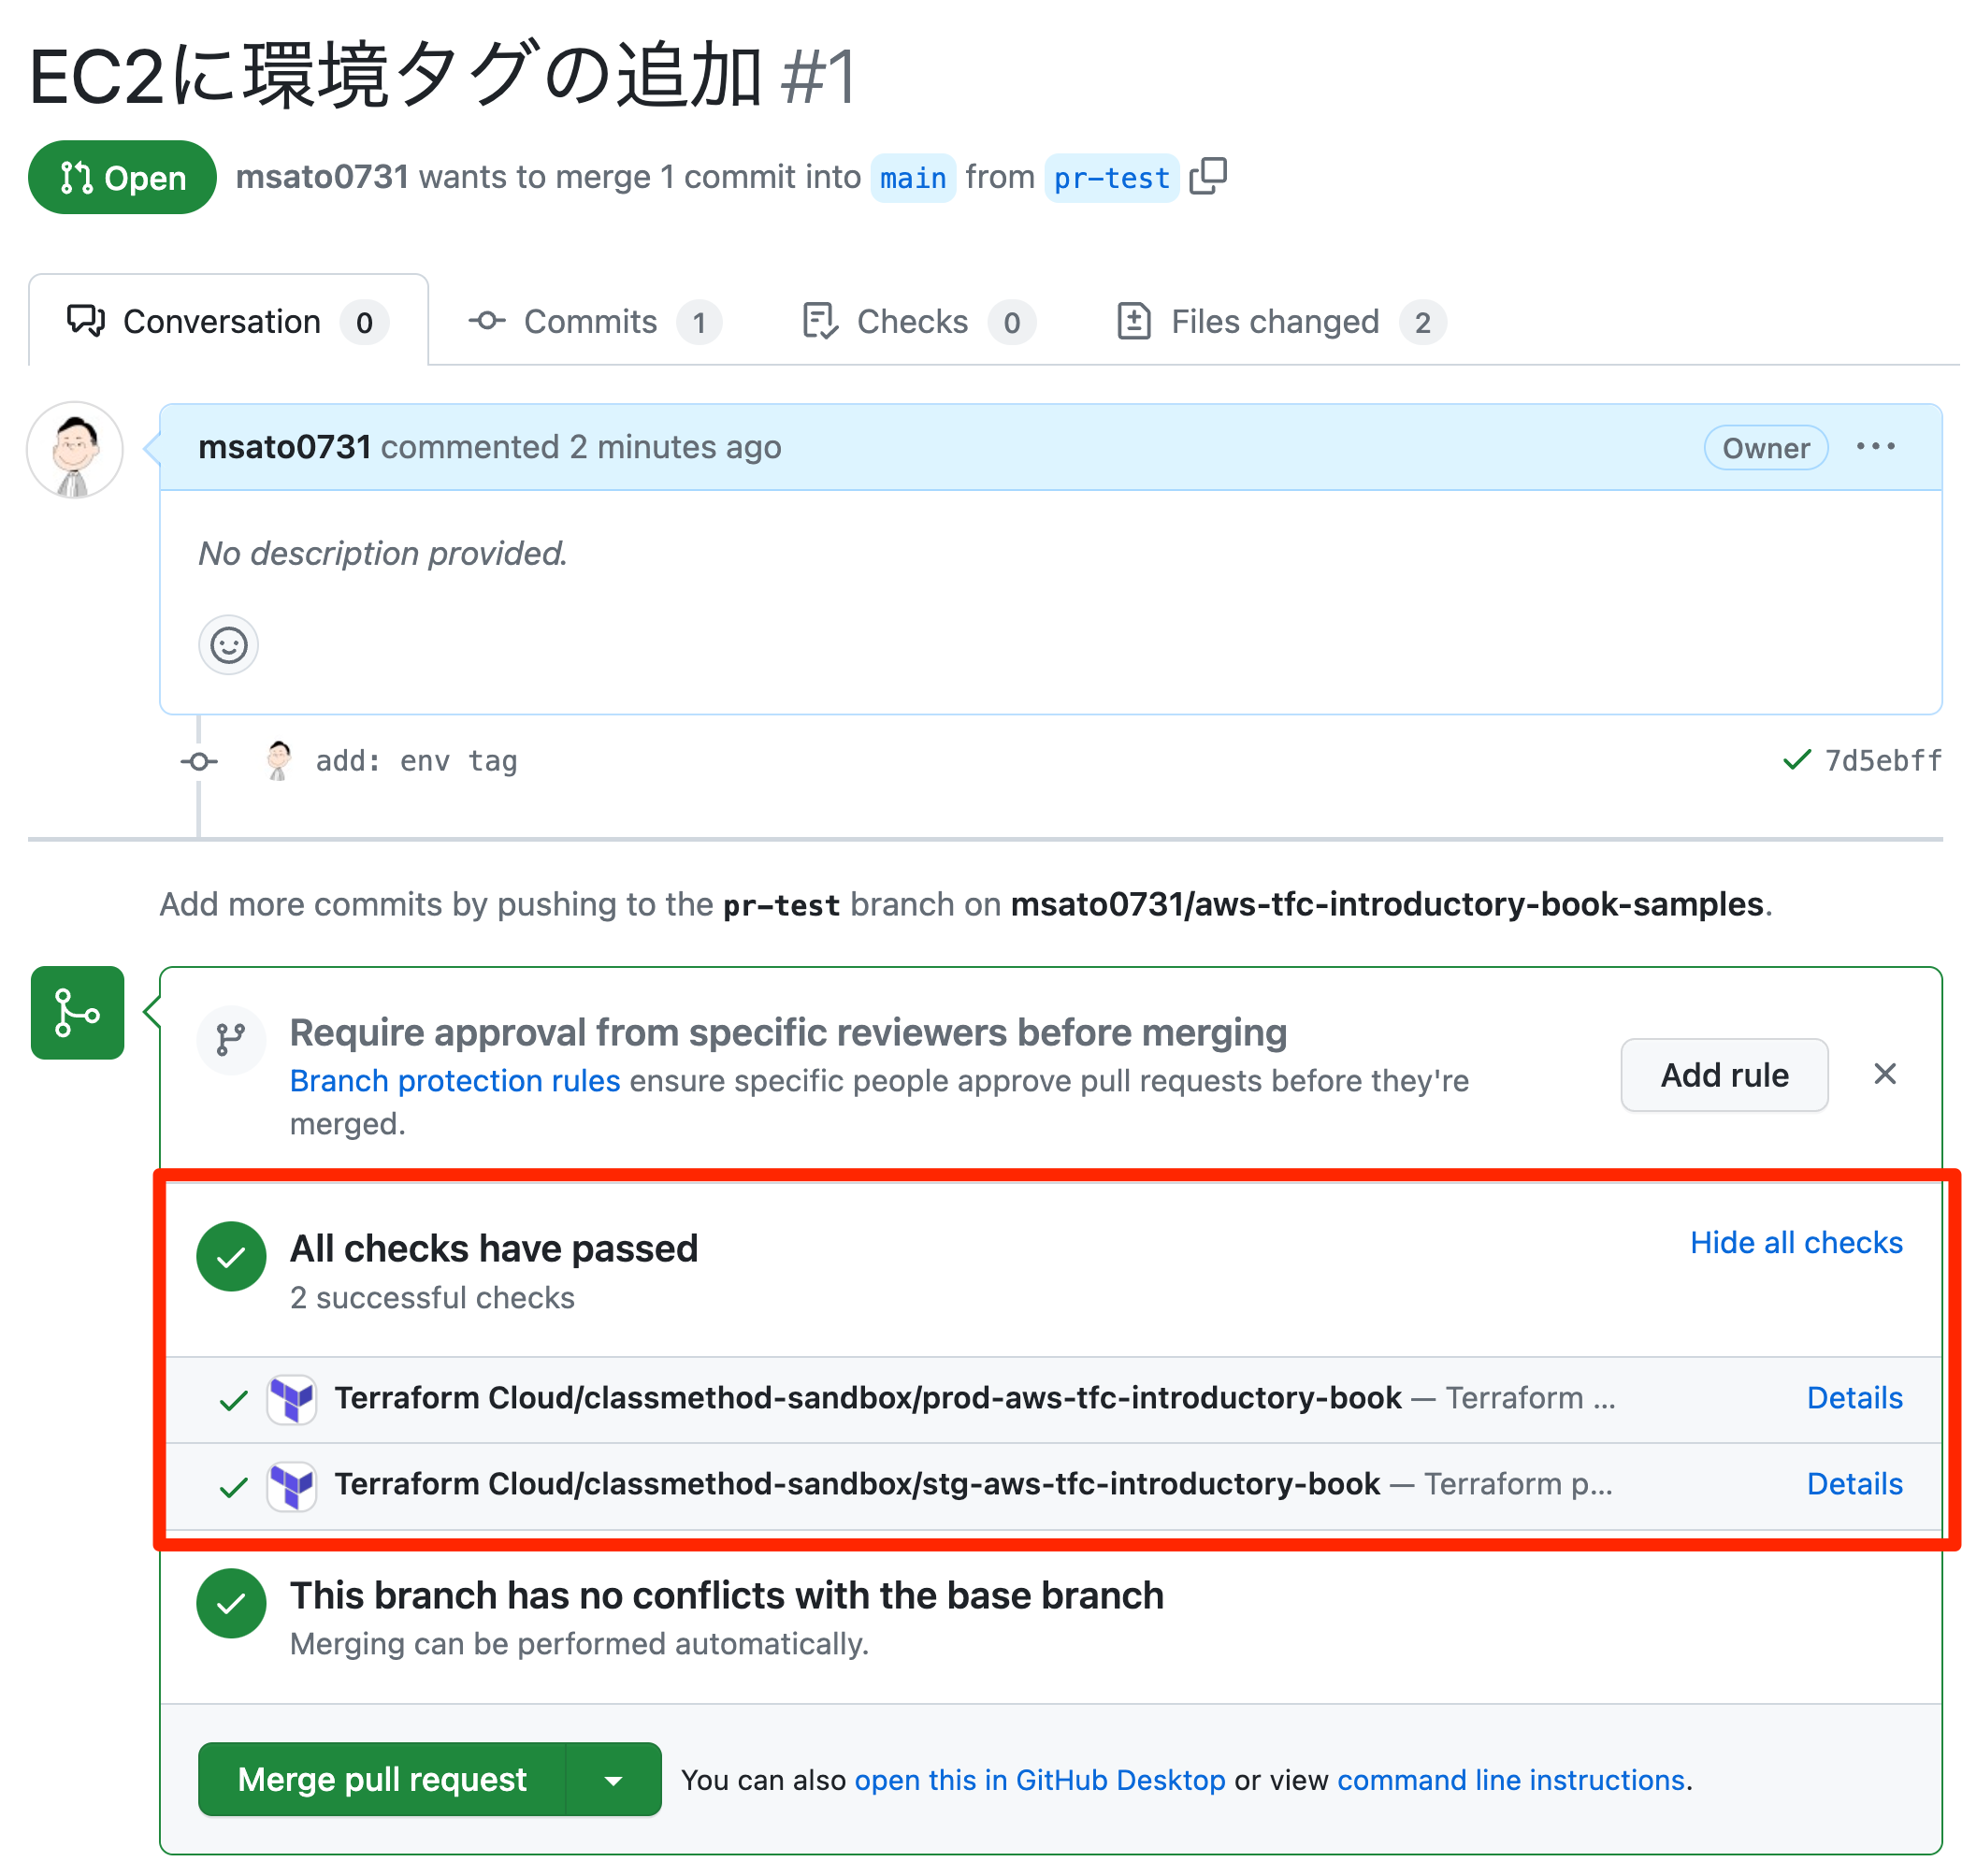 EC2に環境タグの追加 #1
Open msato0731 wants to merge 1 commit into main from pr-test
Conversation 0 Commits 1 Checks 0 Files changed 2
msato0731 commented 2 minutes ago Owner
No description provided.
add: env tag 7d5ebff
Add more commits by pushing to the pr-test branch on msato0731/aws-tfc-introductory-book-samples.
Require approval from specific reviewers before merging
Branch protection rules ensure specific people approve pull requests before they're
merged.
Add rule
All checks have passed Hide all checks
2 successful checks
Terraform Cloud/classmethod-sandbox/prod-aws-tfc-introductory-book — Terraform ... Details
Terraform Cloud/classmethod-sandbox/stg-aws-tfc-introductory-book — Terraform p... Details
This branch has no conflicts with the base branch
Merging can be performed automatically.
Merge pull request You can also open this in GitHub Desktop or view command line instructions.